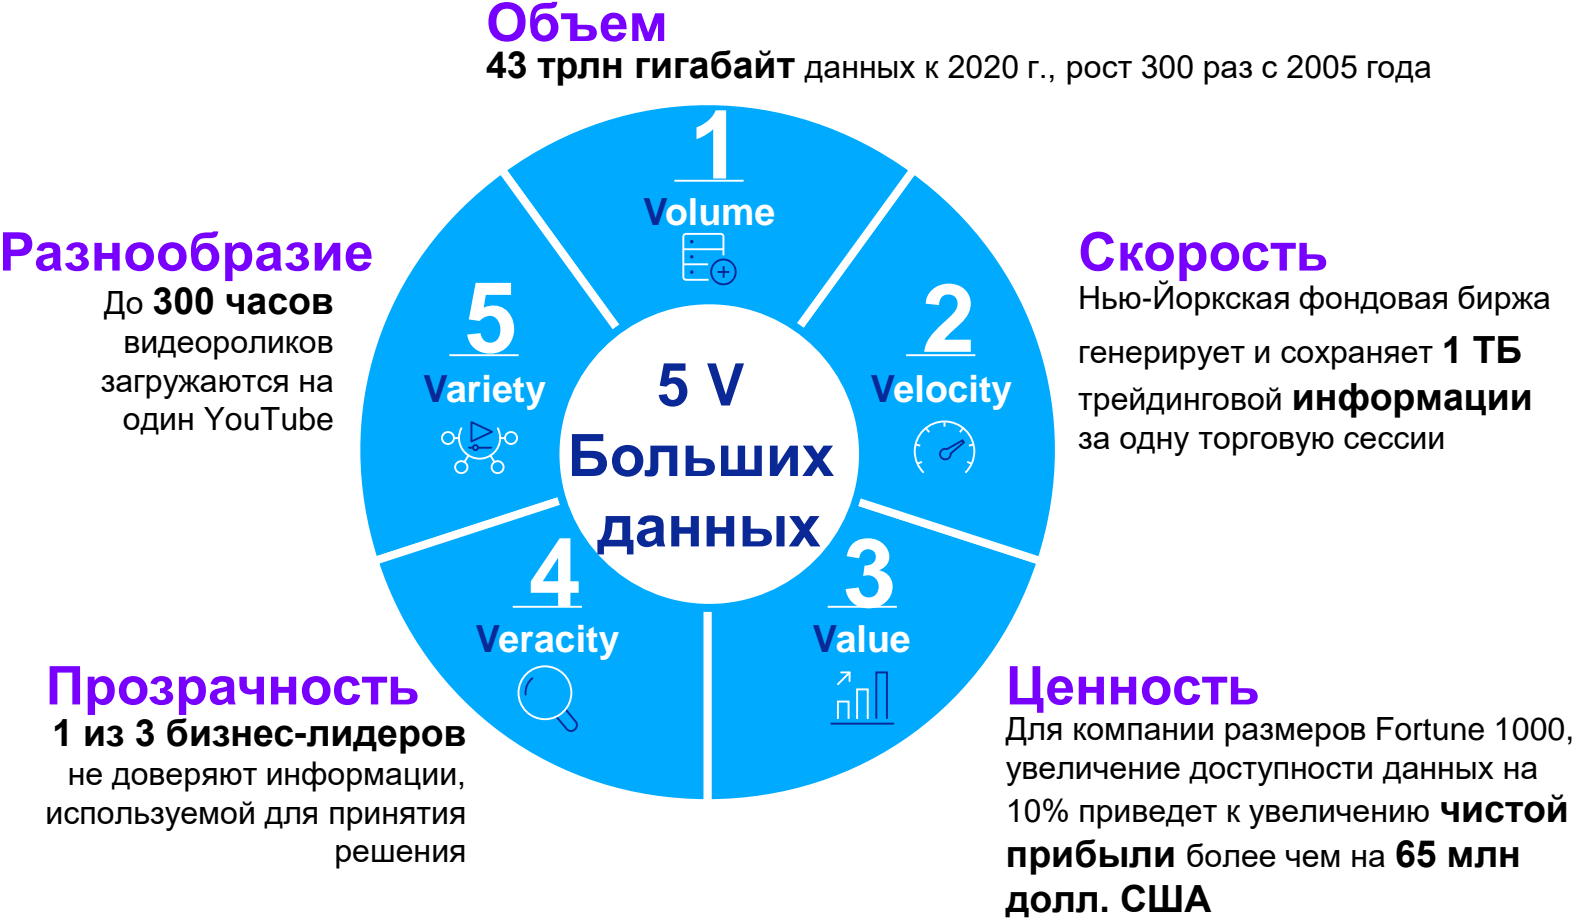 Объем
43 трлн гигабайт данных к 2020 г., рост 300 раз с 2005 года
1
Volume
Скорость
Нью-Йоркская фондовая биржа
генерирует и сохраняет 1 ТБ
трейдинговой информации
за одну торговую сессии
2
Velocity
Ценность
Для компании размеров Fortune 1000,
увеличение доступности данных на
10% приведет к увеличению чистой
прибыли более чем на 65 млн
долл. США
3
Value
Прозрачность
1 из 3 бизнес-лидеров
не доверяют информации,
используемой для принятия
решения
4
Veracity
Разнообразие
До 300 часов
видеороликов
загружаются на
один YouTube
5
Variety
5 V
Больших
данных